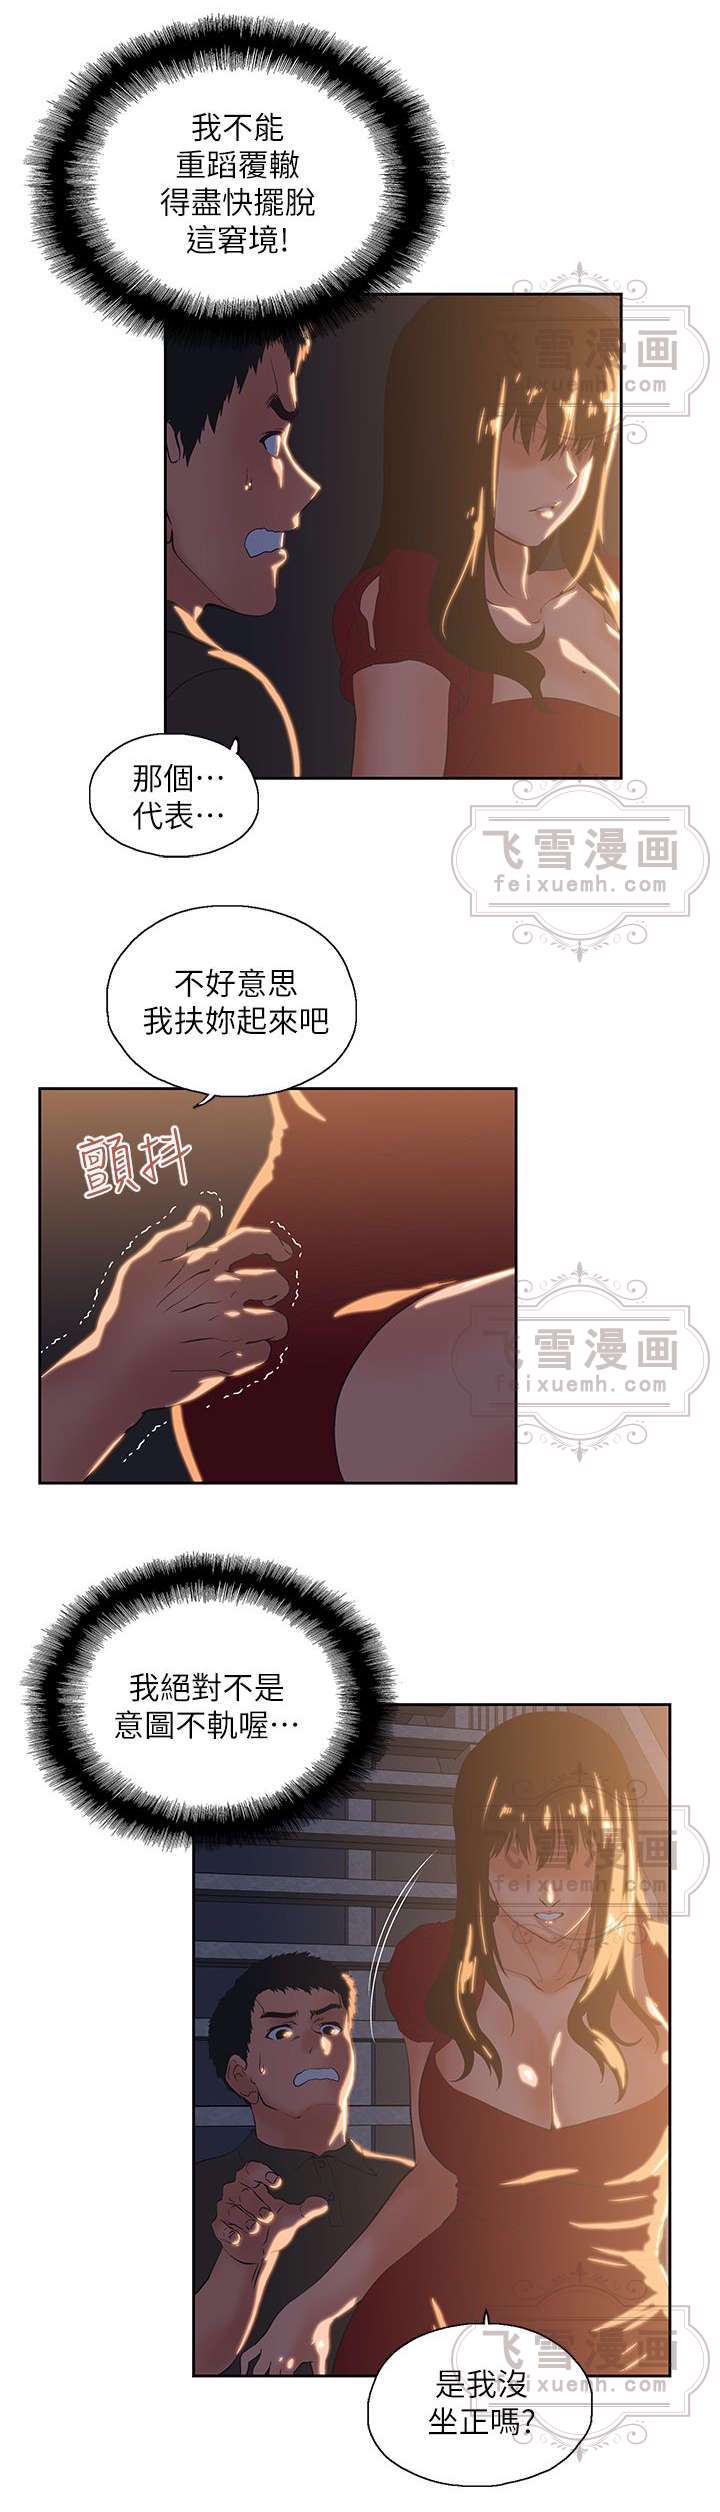 我不能
重蹈覆轍
得盡快擺脫
這窘境!
飞雪漫画
feixuemh.com
那個…
代表…
飞雪漫画
feixuemh.com
不好意思
我扶妳起來吧
顫抖
飞雪漫画
feixuemh.com
我絕對不是
意圖不軌喔…
飞雪漫画
feixuemh.com
飞雪漫画
feixuemh.com
是我沒
坐正嗎?